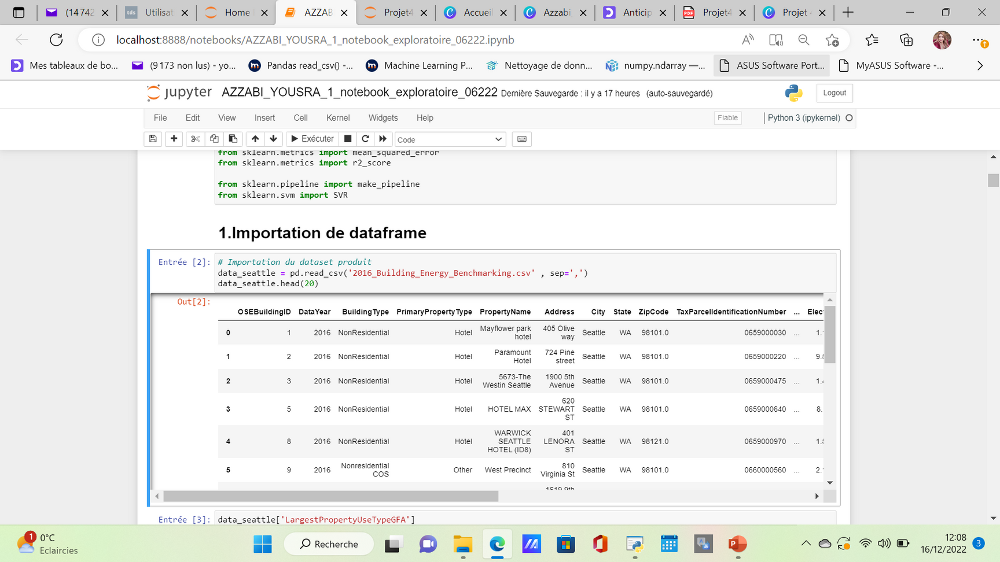 (14 742
Utilisat
Home
AZZAB
Projet4
Accueil
Azzabi_
Anticip
Projet4
Projet
localhost:8888/notebooks/AZZABI_YOUSRA_1_notebook_exploratoire_06222.ipynb
Mes tableaux de bo...
(9 173 non lus) - yo...
Pandas read_csv() -...
Machine Learning P...
Nettoyage de donn...
numpy.ndarray —...
ASUS Software Port...
MyASUS Software -...
jupyter AZZABI_YOUSRA_1_notebook_exploratoire_06222 Dernière Sauvegarde : il y a 17 heures (auto-sauvegardé)
Logout
File Edit View Insert Cell Kernel Widgets Help
Fiable
Python 3 (ipykernel)
Exécuter
Code
from sklearn.metrics import mean_squared_error
from sklearn.metrics import r2_score
from sklearn.pipeline import make_pipeline
from sklearn.svm import SVR
1.Importation de dataframe
Entrée [2]: # Importation du dataset produit
data_seattle = pd.read_csv('2016_Building_Energy_Benchmarking.csv' , sep=',')
data_seattle.head(20)
Out[2]:
OSEBuildingID DataYear BuildingType PrimaryPropertyType PropertyName Address City State ZipCode TaxParcelIdentificationNumber ... Elec
0 1 2016 NonResidential Hotel Mayflower park hotel 405 Olive way Seattle WA 98101.0 0659000030 ... 1.
1 2 2016 NonResidential Hotel Paramount Hotel 724 Pine street Seattle WA 98101.0 0659000220 ... 9.
2 3 2016 NonResidential Hotel 5673-The Westin Seattle 1900 5th Avenue Seattle WA 98101.0 0659000475 ... 1.4
3 5 2016 NonResidential Hotel HOTEL MAX 620 STEWART ST Seattle WA 98101.0 0659000640 ... 8.
4 8 2016 NonResidential Hotel WARWICK SEATTLE HOTEL (ID8) 401 LENORA ST Seattle WA 98121.0 0659000970 ... 1.5
5 9 2016 Nonresidential COS Other West Precinct 810 Virginia St Seattle WA 98101.0 0660000560 ... 2.
1619 9th
Entrée [3]: data_seattle['LargestPropertyUseTypeGFA']
1
0°C
Eclaircies
Recherche
12:08
16/12/2022
3